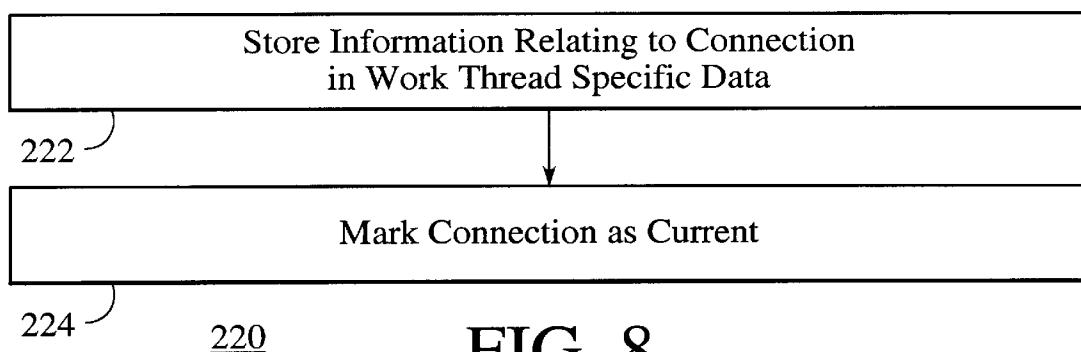 Store Information Relating to Connection
in Work Thread Specific Data
222
Mark Connection as Current
224
220
FIG. 8